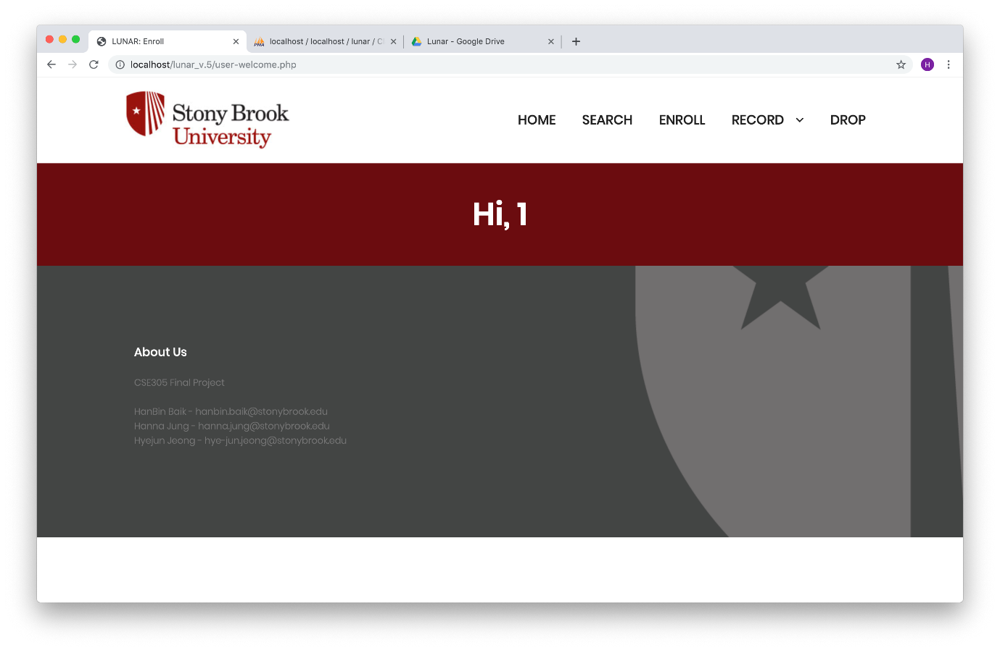 LUNAR: Enroll
localhost / localhost / lunar / C
Lunar - Google Drive
localhost/lunar_v.5/user-welcome.php
H
Stony Brook
University
HOME SEARCH ENROLL RECORD DROP
Hi, 1
About Us
CSE305 Final Project
HanBin Baik - hanbin.baik@stonybrook.edu
Hanna Jung - hanna.jung@stonybrook.edu
Hyejun Jeong - hye-jun.jeong@stonybrook.edu